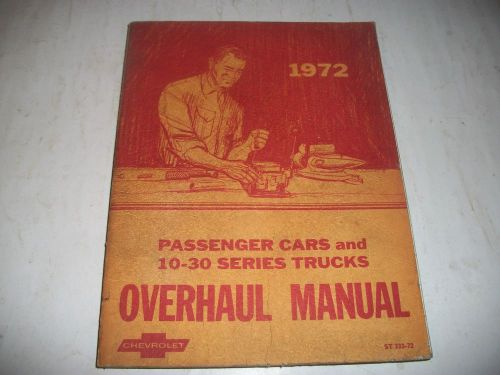 1972
PASSENGER CARS and
10-30 SERIES TRUCKS
OVERHAUL MANUAL
CHEVROLET
ST 333-72